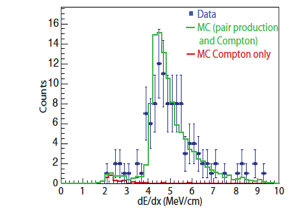 Data
MC (pair production
and Compton)
MC Compton only
Counts
16
14
12
10
8
6
4
2
0
0 1 2 3 4 5 6 7 8 9 10
dE/dx (MeV/cm)